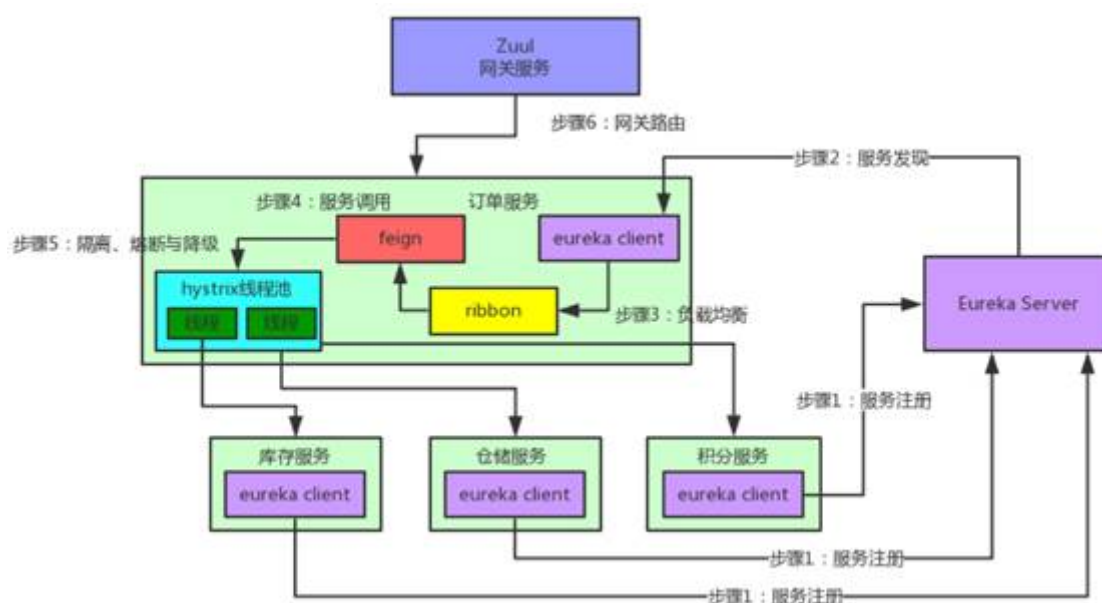 Zuul
网关服务
步骤6：网关路由
步骤2：服务发现
步骤4：服务调用
订单服务
feign
eureka client
步骤5：隔离、熔断与降级
hystrix线程池
线程
线程
ribbon
步骤3：负载均衡
Eureka Server
步骤1：服务注册
库存服务
eureka client
仓储服务
eureka client
积分服务
eureka client
步骤1：服务注册
步骤1：服务注册